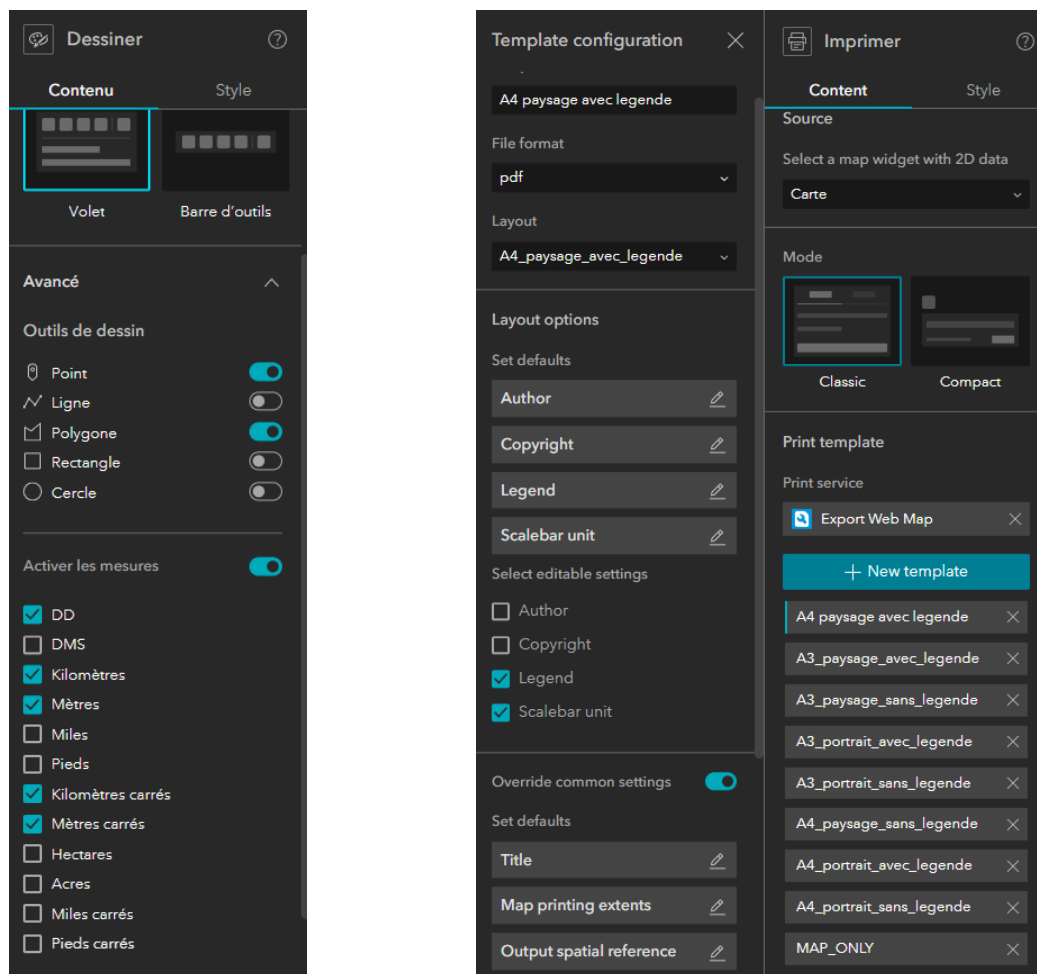 Dessiner
Contenu
Style
Volet
Barre d'outils
Avancé
Outils de dessin
Point
Ligne
Polygone
Rectangle
Cercle
Activer les mesures
DD
DMS
Kilomètres
Mètres
Miles
Pieds
Kilomètres carrés
Mètres carrés
Hectares
Acres
Miles carrés
Pieds carrés
Template configuration
A4 paysage avec legende
File format
pdf
Layout
A4_paysage_avec_legende
Layout options
Set defaults
Author
Copyright
Legend
Scalebar unit
Select editable settings
Author
Copyright
Legend
Scalebar unit
Override common settings
Set defaults
Title
Map printing extents
Output spatial reference
Imprimer
Content
Style
Source
Select a map widget with 2D data
Carte
Mode
Classic
Compact
Print template
Print service
Export Web Map
+ New template
A4 paysage avec legende
A3_paysage_avec_legende
A3_paysage_sans_legende
A3_portrait_avec_legende
A3_portrait_sans_legende
A4_paysage_sans_legende
A4_portrait_avec_legende
A4_portrait_sans_legende
MAP_ONLY